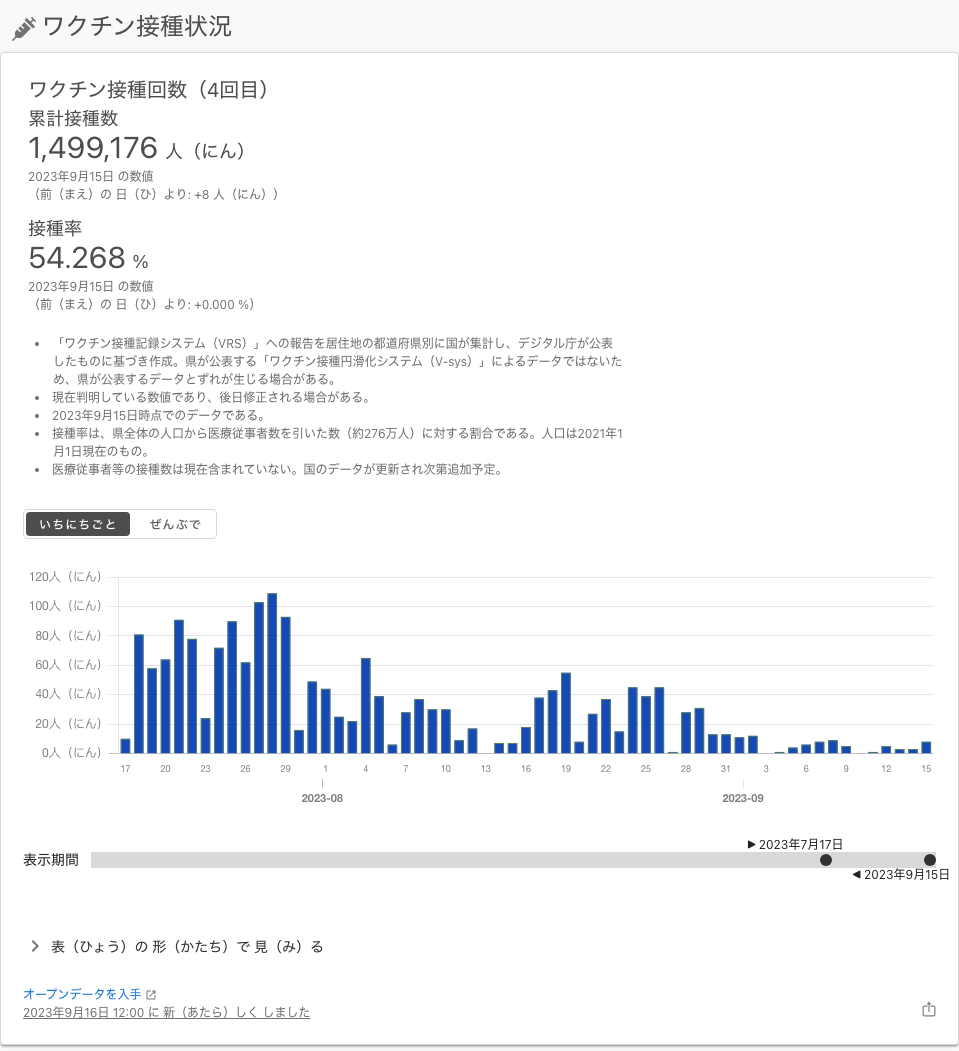 ワクチン接種状況
ワクチン接種回数（4回目）
累計接種数
1,499,176 人（にん）
2023年9月15日 の数値
（前（まえ）の 日（ひ）より: +8 人（にん））
接種率
54.268 %
2023年9月15日 の数値
（前（まえ）の 日（ひ）より: +0.000 %）
• 「ワクチン接種記録システム（VRS）」への報告を居住地の都道府県別に国が集計し、デジタル庁が公表
したものに基づき作成。県が公表する「ワクチン接種円滑化システム（V-sys）」によるデータではないた
め、県が公表するデータとずれが生じる場合がある。
• 現在判明している数値であり、後日修正される場合がある。
• 2023年9月15日時点でのデータである。
• 接種率は、県全体の人口から医療従事者数を引いた数（約276万人）に対する割合である。人口は2021年1
月1日現在のもの。
• 医療従事者等の接種数は現在含まれていない。国のデータが更新され次第追加予定。
いちにちごと ぜんぶで
120人（にん）
100人（にん）
80人（にん）
60人（にん）
40人（にん）
20人（にん）
0人（にん）
17 20 23 26 29 1 4 7 10 13 16 19 22 25 28 31 3 6 9 12 15
2023-08 2023-09
▶ 2023年7月17日
表示期間
◀ 2023年9月15日
表（ひょう）の 形（かたち）で 見（み）る
オープンデータを入手
2023年9月16日 12:00 に 新（あたら）しく しました